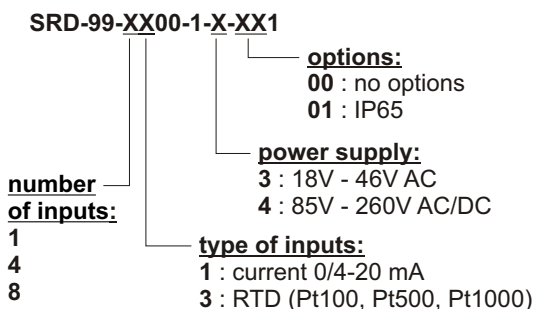 SRD-99-XX00-1-X-XX1
options:
00 : no options
01 : IP65
power supply:
3 : 18V - 46V AC
4 : 85V - 260V AC/DC
number
of inputs:
1
4
8
type of inputs:
1 : current 0/4-20 mA
3 : RTD (Pt100, Pt500, Pt1000)